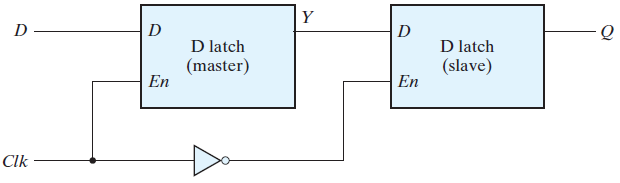 D
D
D latch
(master)
En
Y
D
D latch
(slave)
En
Q
Clk